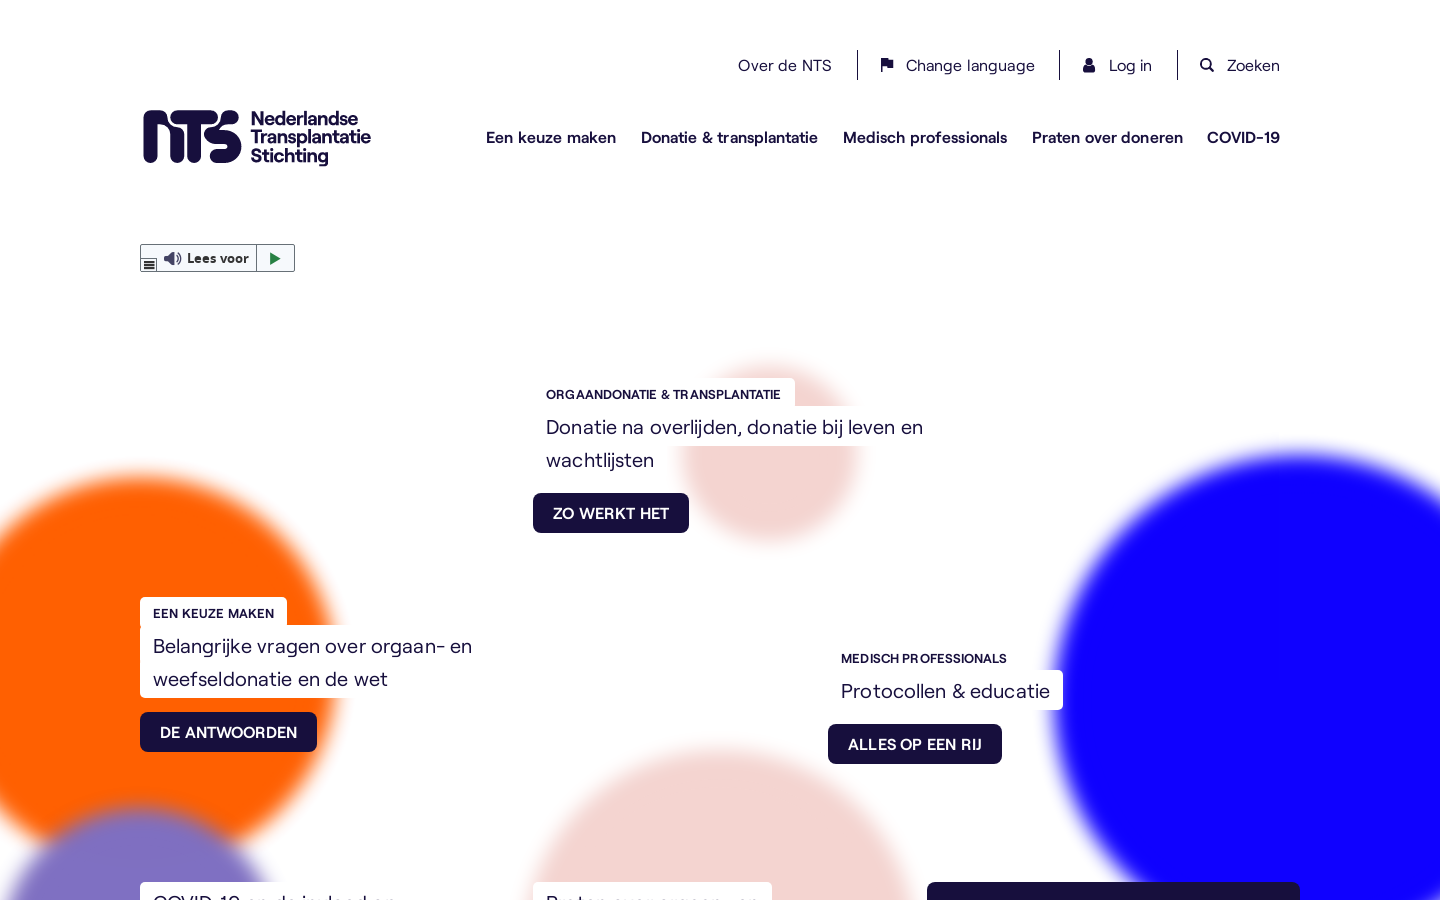 Over de NTS
Change language
Log in
Zoeken
NTS
Nederlandse
Transplantatie
Stichting
Een keuze maken
Donatie & transplantatie
Medisch professionals
Praten over doneren
COVID-19
Lees voor
ORGAANDONATIE & TRANSPLANTATIE
Donatie na overlijden, donatie bij leven en
wachtlijsten
ZO WERKT HET
EEN KEUZE MAKEN
Belangrijke vragen over orgaan- en
weefseldonatie en de wet
DE ANTWOORDEN
MEDISCH PROFESSIONALS
Protocollen & educatie
ALLES OP EEN RIJ